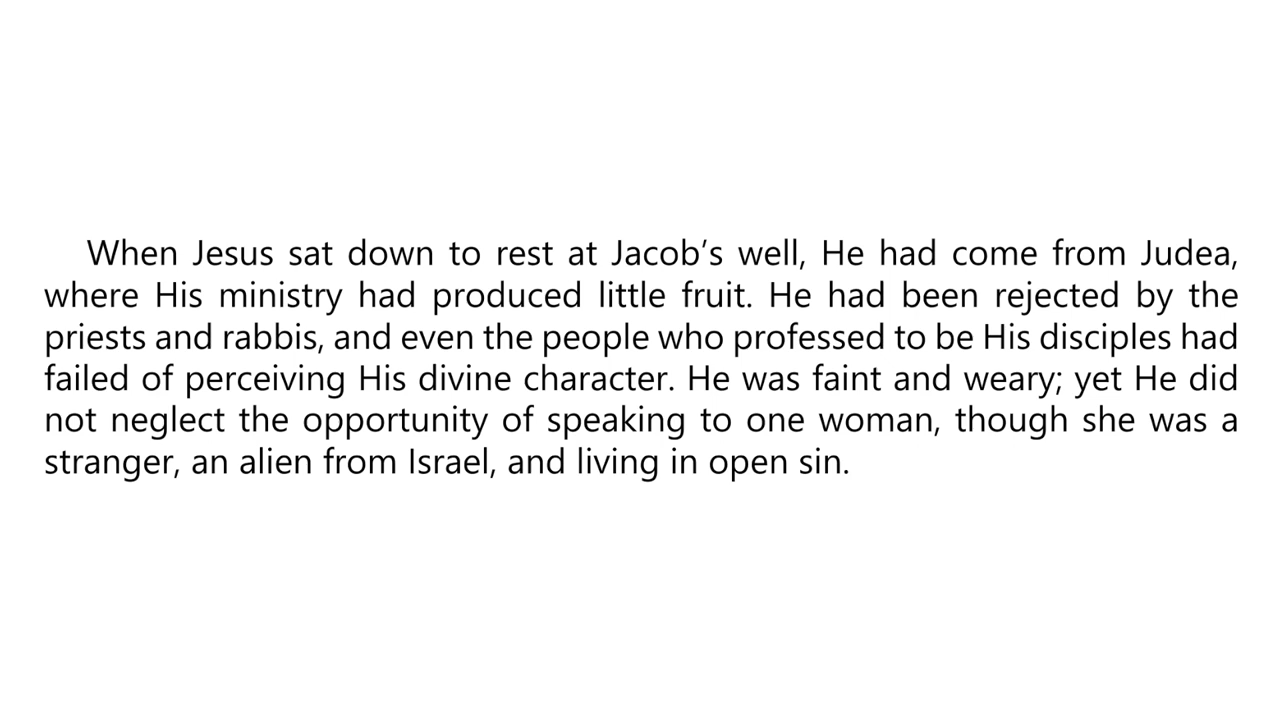 When Jesus sat down to rest at Jacob’s well, He had come from Judea,
where His ministry had produced little fruit. He had been rejected by the
priests and rabbis, and even the people who professed to be His disciples had
failed of perceiving His divine character. He was faint and weary; yet He did
not neglect the opportunity of speaking to one woman, though she was a
stranger, an alien from Israel, and living in open sin.